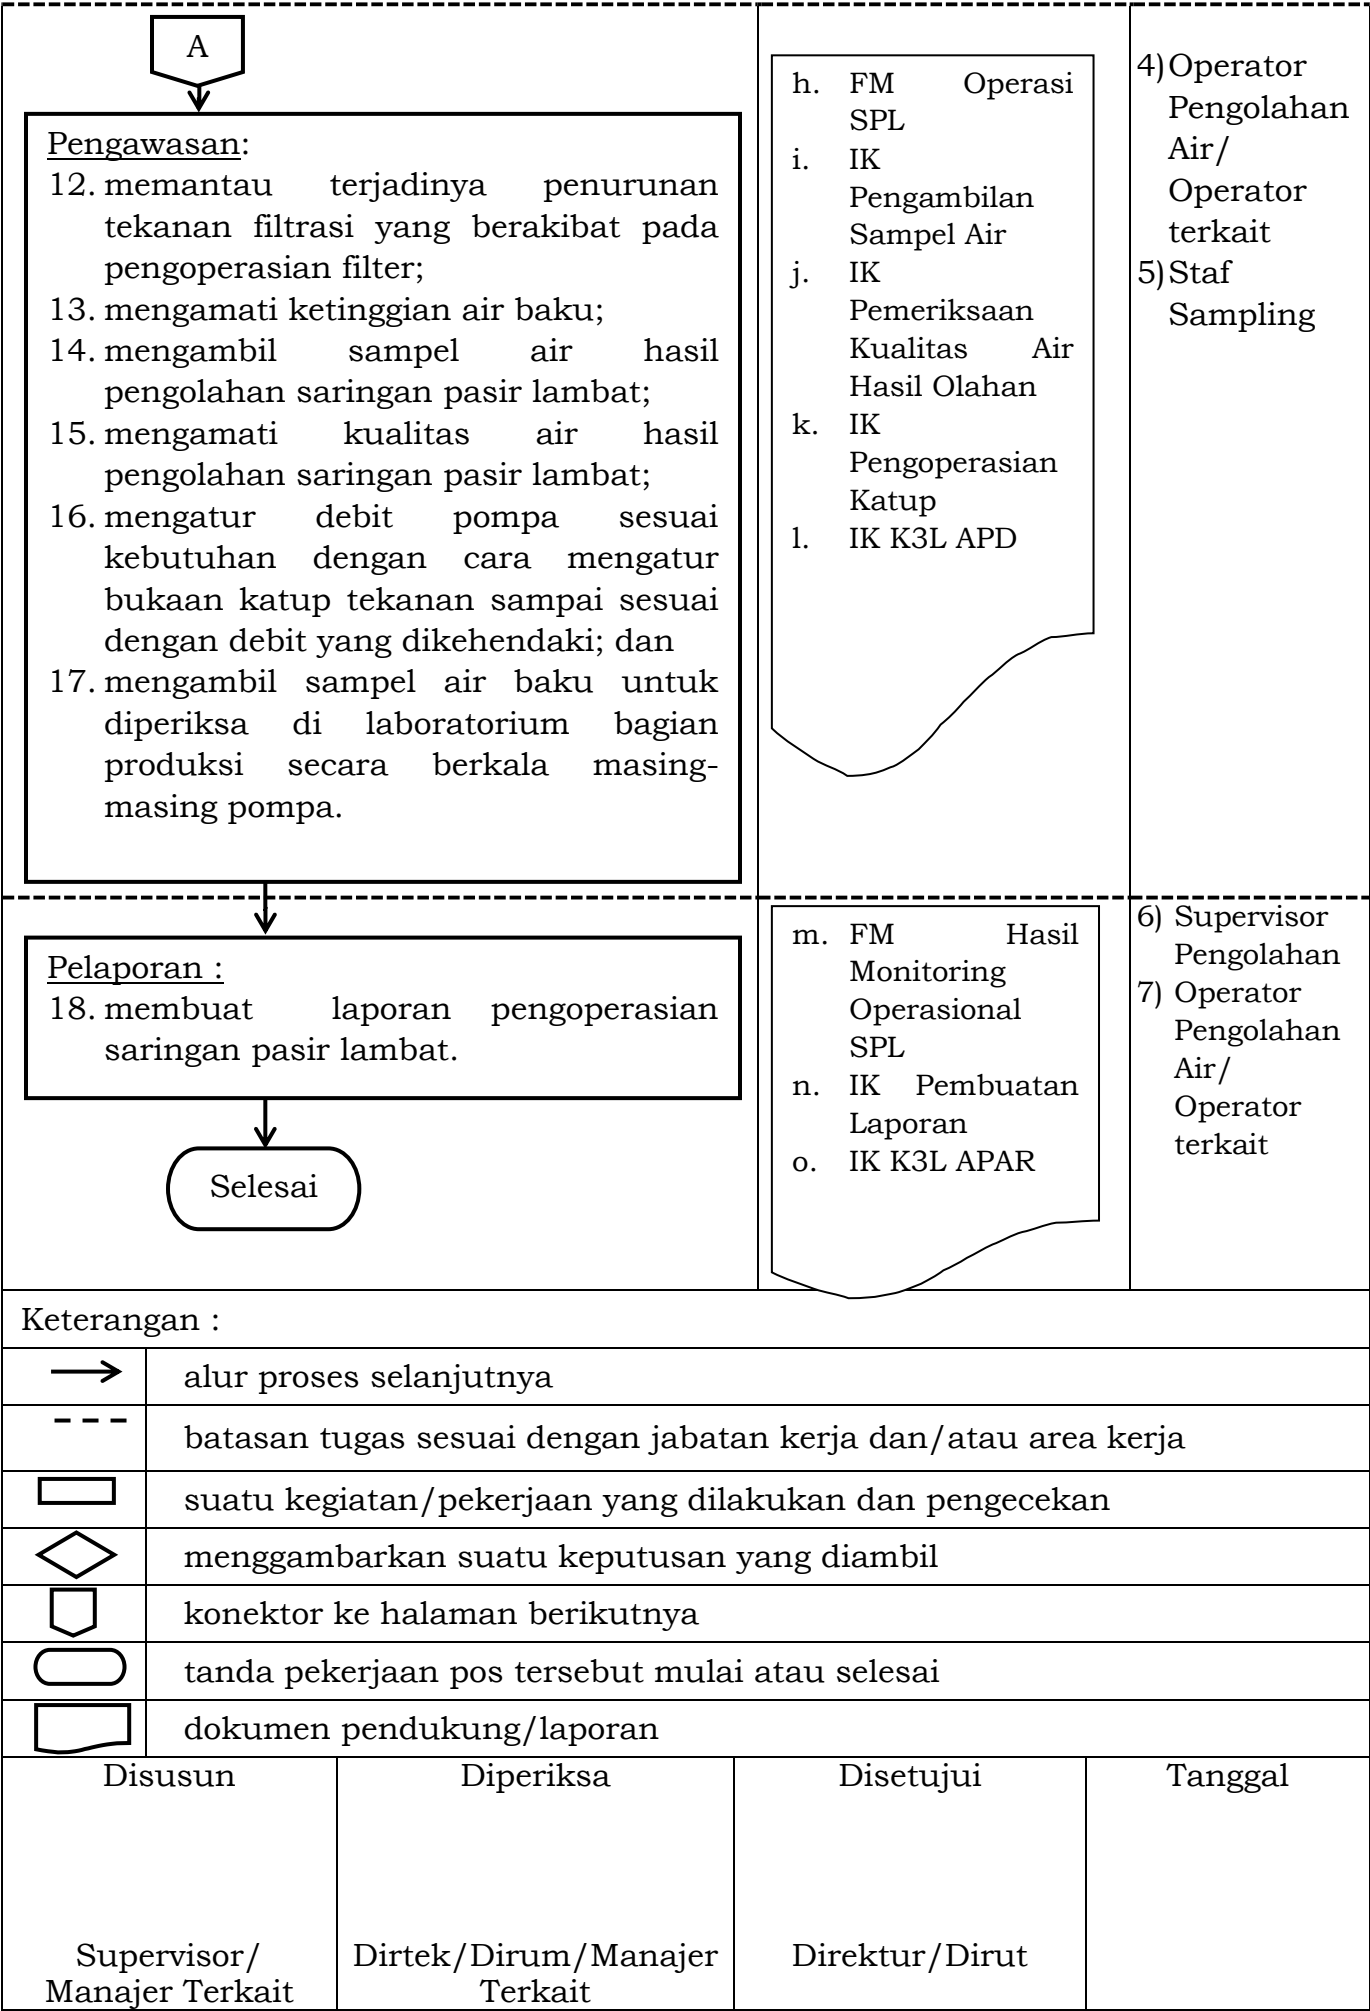 A
Pengawasan:
12. memantau terjadinya penurunan
tekanan filtrasi yang berakibat pada
pengoperasian filter;
13. mengamati ketinggian air baku;
14. mengambil sampel air hasil
pengolahan saringan pasir lambat;
15. mengamati kualitas air hasil
pengolahan saringan pasir lambat;
16. mengatur debit pompa sesuai
kebutuhan dengan cara mengatur
bukaan katup tekanan sampai sesuai
dengan debit yang dikehendaki; dan
17. mengambil sampel air baku untuk
diperiksa di laboratorium bagian
produksi secara berkala masing-
masing pompa.
h. FM Operasi
SPL
i. IK
Pengambilan
Sampel Air
j. IK
Pemeriksaan
Kualitas Air
Hasil Olahan
k. IK
Pengoperasian
Katup
l. IK K3L APD
4) Operator
Pengolahan
Air/
Operator
terkait
5) Staf
Sampling
Pelaporan :
18. membuat laporan pengoperasian
saringan pasir lambat.
Selesai
m. FM Hasil
Monitoring
Operasional
SPL
n. IK Pembuatan
Laporan
o. IK K3L APAR
6) Supervisor
Pengolahan
7) Operator
Pengolahan
Air/
Operator
terkait
Keterangan :
alur proses selanjutnya
batasan tugas sesuai dengan jabatan kerja dan/atau area kerja
suatu kegiatan/pekerjaan yang dilakukan dan pengecekan
menggambarkan suatu keputusan yang diambil
konektor ke halaman berikutnya
tanda pekerjaan pos tersebut mulai atau selesai
dokumen pendukung/laporan
Disusun
Supervisor/
Manajer Terkait
Diperiksa
Dirtek/Dirum/Manajer
Terkait
Disetujui
Direktur/Dirut
Tanggal